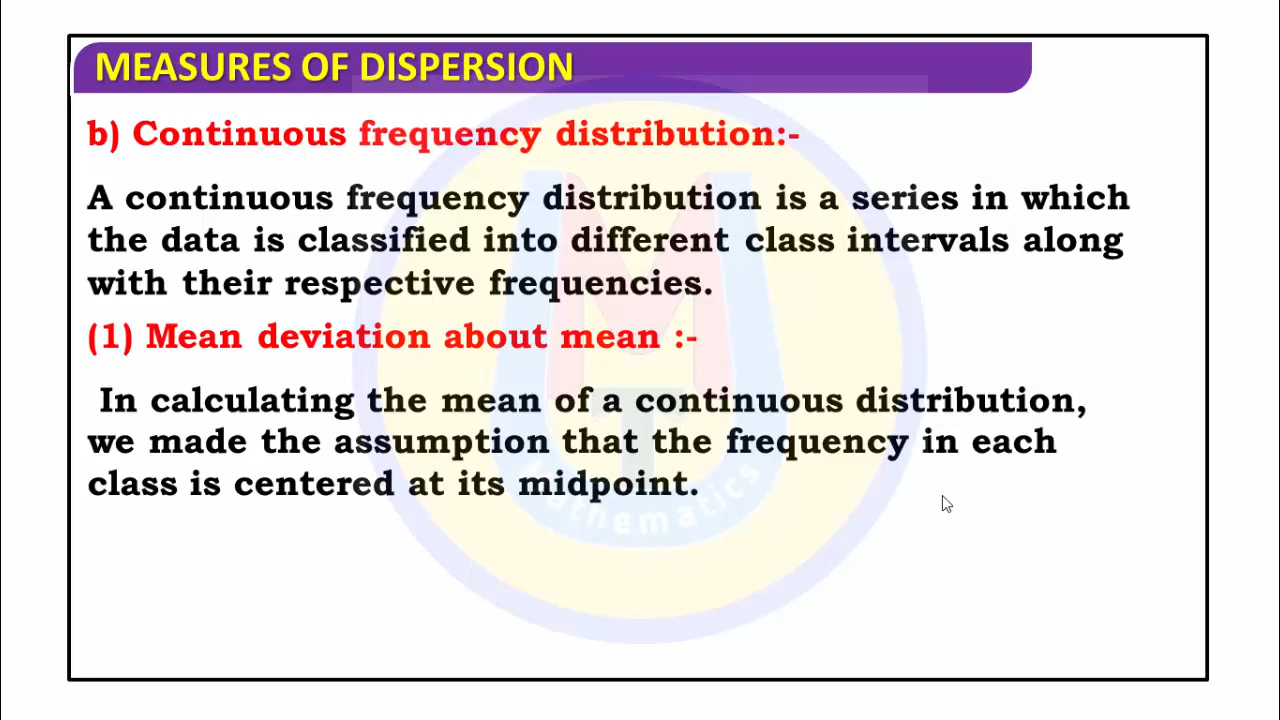 MEASURES OF DISPERSION
b) Continuous frequency distribution:-
A continuous frequency distribution is a series in which
the data is classified into different class intervals along
with their respective frequencies.
(1) Mean deviation about mean :-
In calculating the mean of a continuous distribution,
we made the assumption that the frequency in each
class is centered at its midpoint.
Mathematics